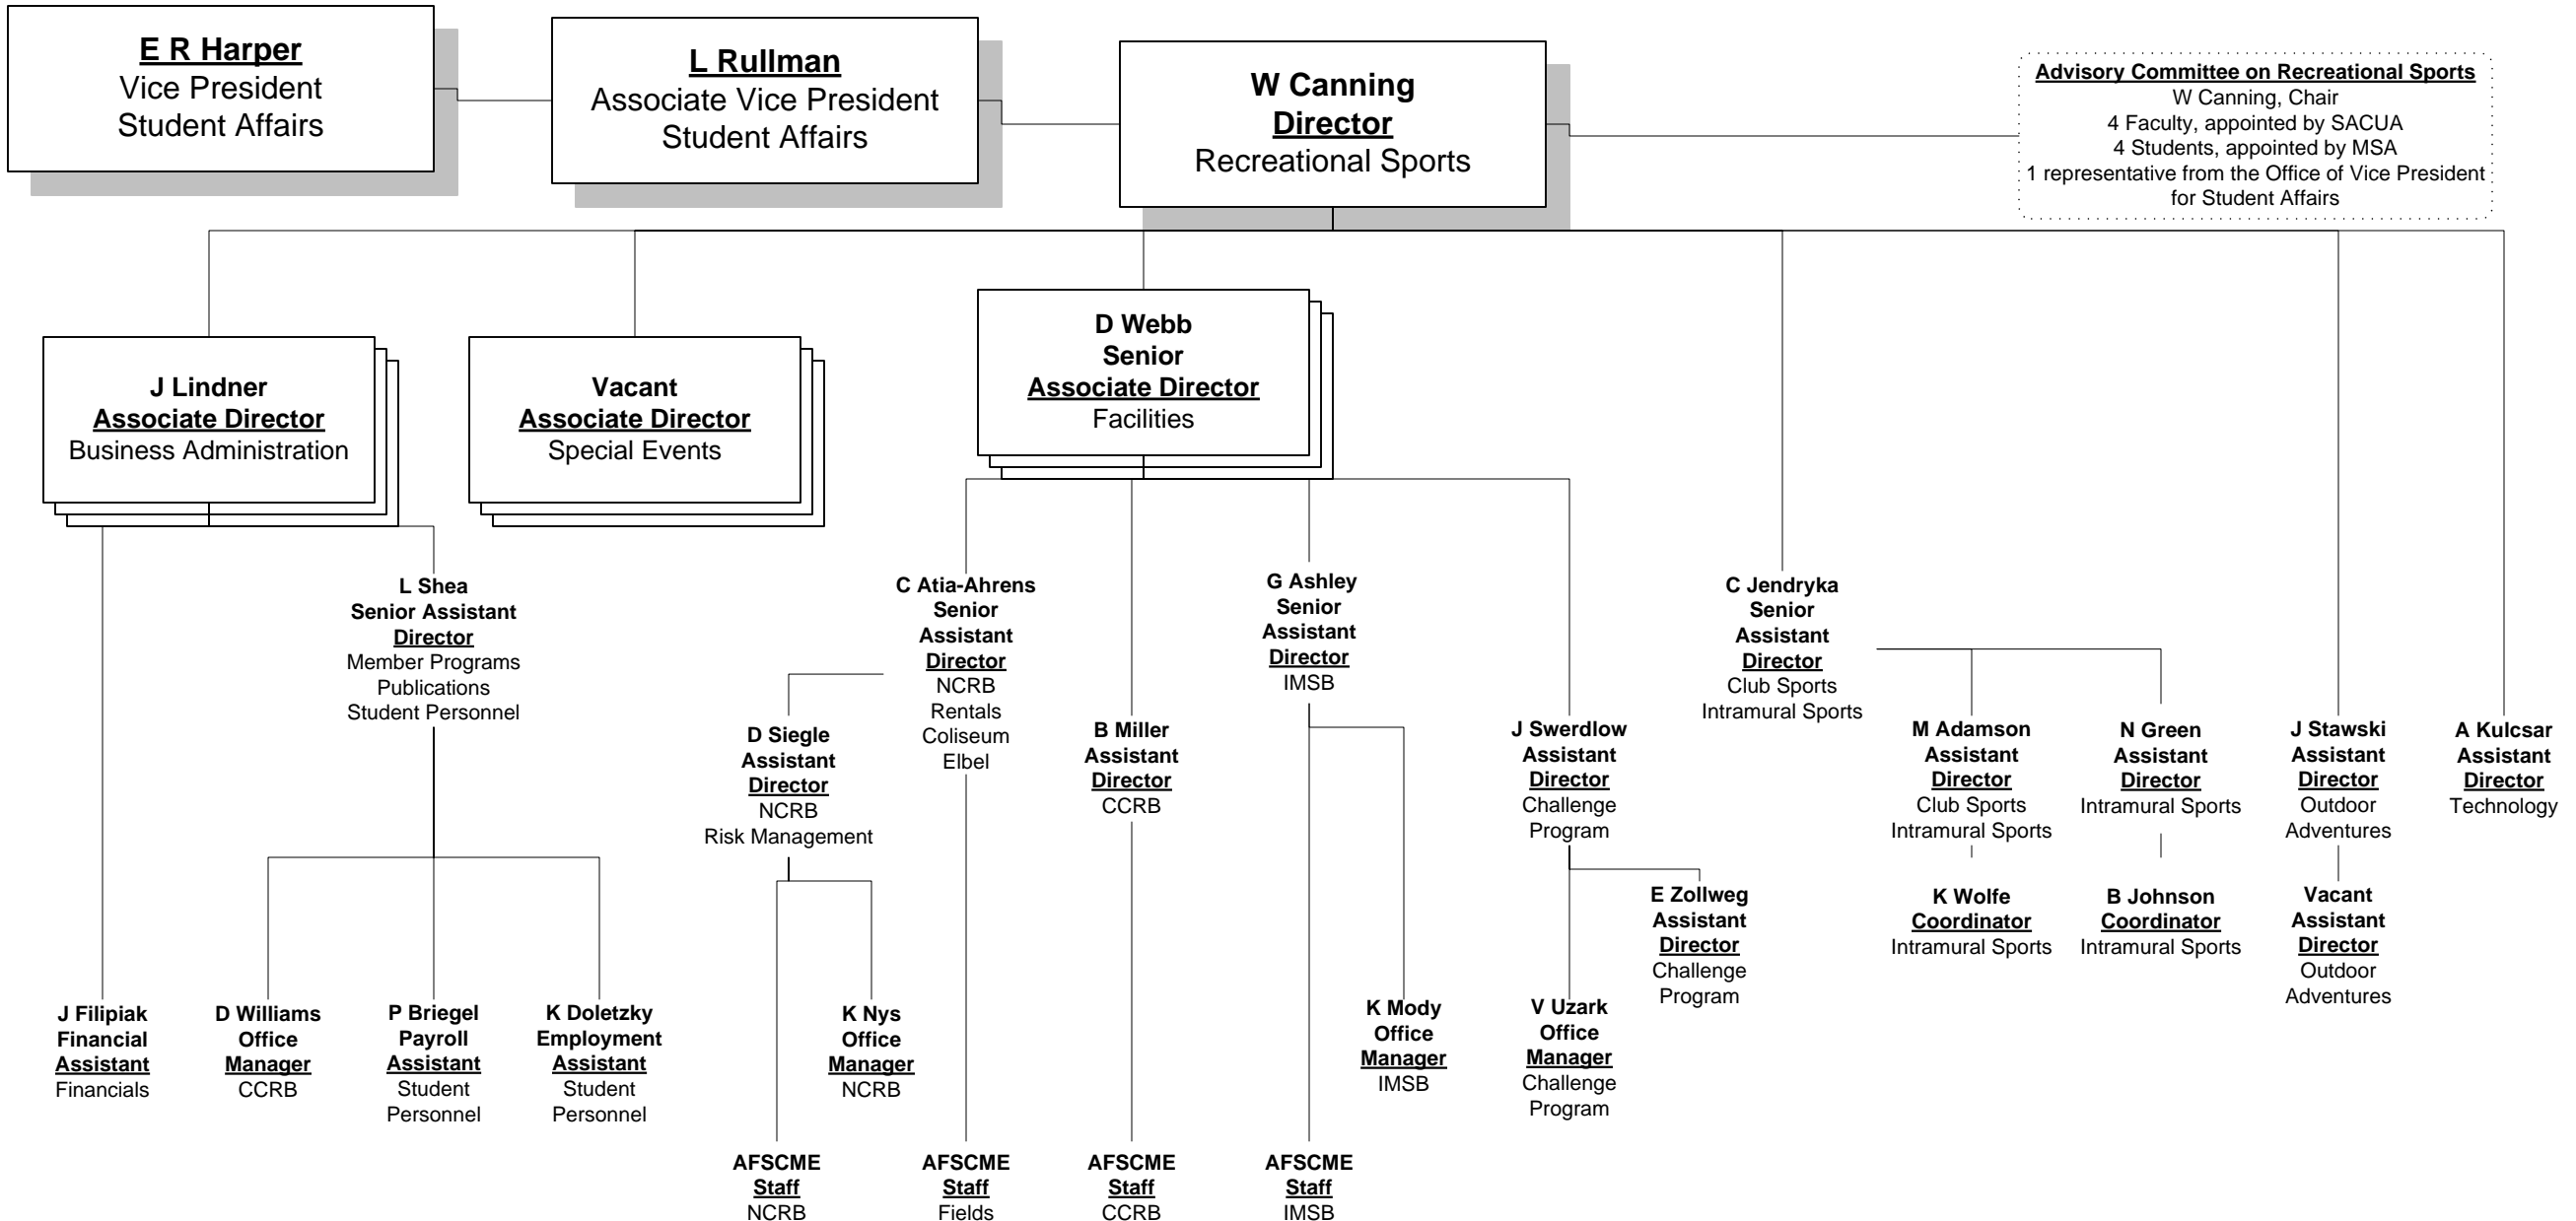 E R Harper
Vice President
Student Affairs
L Rullman
Associate Vice President
Student Affairs
W Canning
Director
Recreational Sports
Advisory Committee on Recreational Sports
W Canning, Chair
4 Faculty, appointed by SACUA
4 Students, appointed by MSA
1 representative from the Office of Vice President
for Student Affairs
J Lindner
Associate Director
Business Administration
Vacant
Associate Director
Special Events
D Webb
Senior
Associate Director
Facilities
L Shea
Senior Assistant
Director
Member Programs
Publications
Student Personnel
C Atia-Ahrens
Senior
Assistant
Director
NCRB
Rentals
Coliseum
Elbel
G Ashley
Senior
Assistant
Director
IMSB
C Jendryka
Senior
Assistant
Director
Club Sports
Intramural Sports
D Siegle
Assistant
Director
NCRB
Risk Management
B Miller
Assistant
Director
CCRB
J Swerdlow
Assistant
Director
Challenge
Program
M Adamson
Assistant
Director
Club Sports
Intramural Sports
N Green
Assistant
Director
Intramural Sports
J Stawski
Assistant
Director
Outdoor
Adventures
A Kulcsar
Assistant
Director
Technology
E Zollweg
Assistant
Director
Challenge
Program
K Wolfe
Coordinator
Intramural Sports
B Johnson
Coordinator
Intramural Sports
Vacant
Assistant
Director
Outdoor
Adventures
J Filipiak
Financial
Assistant
Financials
D Williams
Office
Manager
CCRB
P Briegel
Payroll
Assistant
Student
Personnel
K Doletzky
Employment
Assistant
Student
Personnel
K Nys
Office
Manager
NCRB
K Mody
Office
Manager
IMSB
V Uzark
Office
Manager
Challenge
Program
AFSCME
Staff
NCRB
AFSCME
Staff
Fields
AFSCME
Staff
CCRB
AFSCME
Staff
IMSB